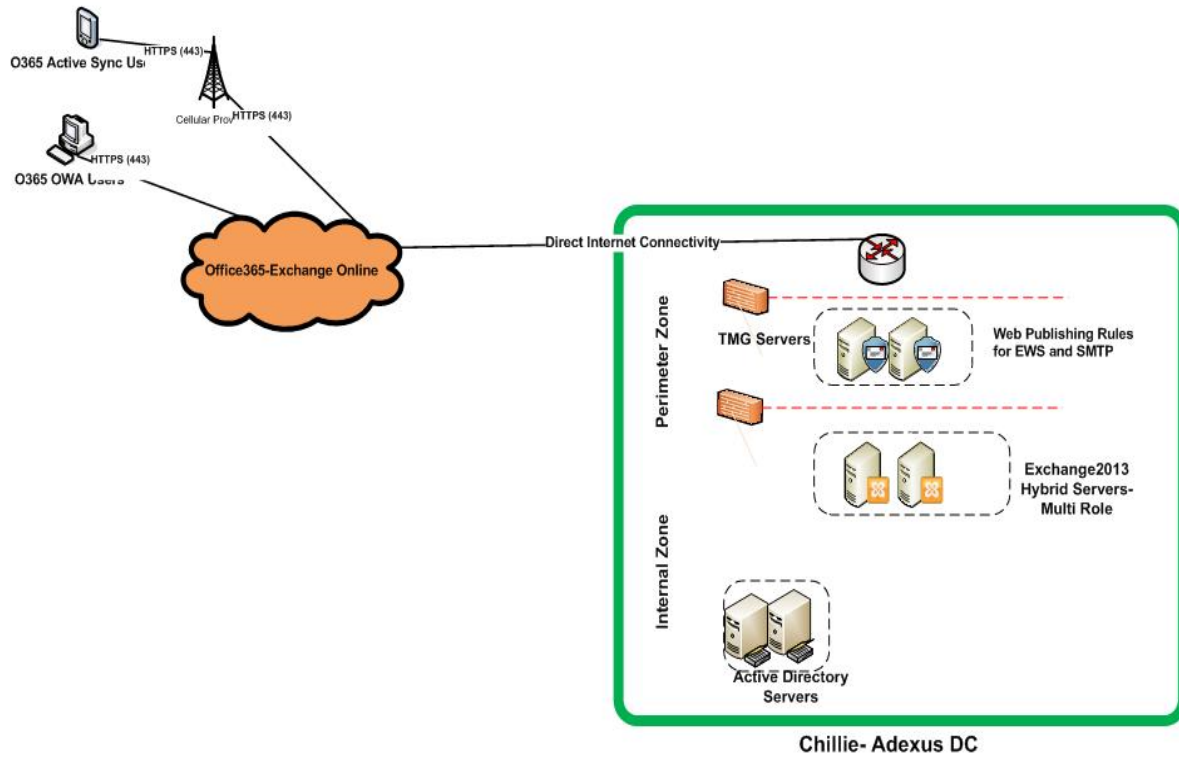 HTTPS (443)
O365 Active Sync Use
Cellular Prov
HTTPS (443)
HTTPS (443)
O365 OWA Users
Office365-Exchange Online
Direct Internet Connectivity
Perimeter Zone
TMG Servers
Web Publishing Rules
for EWS and SMTP
Internal Zone
Exchange2013
Hybrid Servers-
Multi Role
Active Directory
Servers
Chillie- Adexus DC